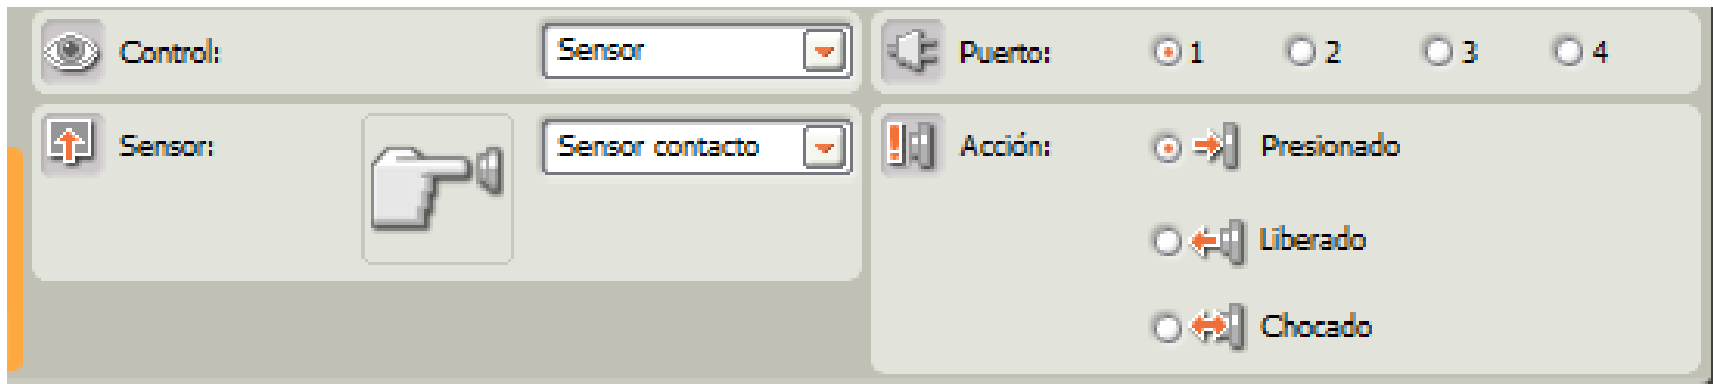 Control: Sensor
Puerto: 1 2 3 4
Sensor: Sensor contacto
Acción: Presionado
Liberado
Chocado